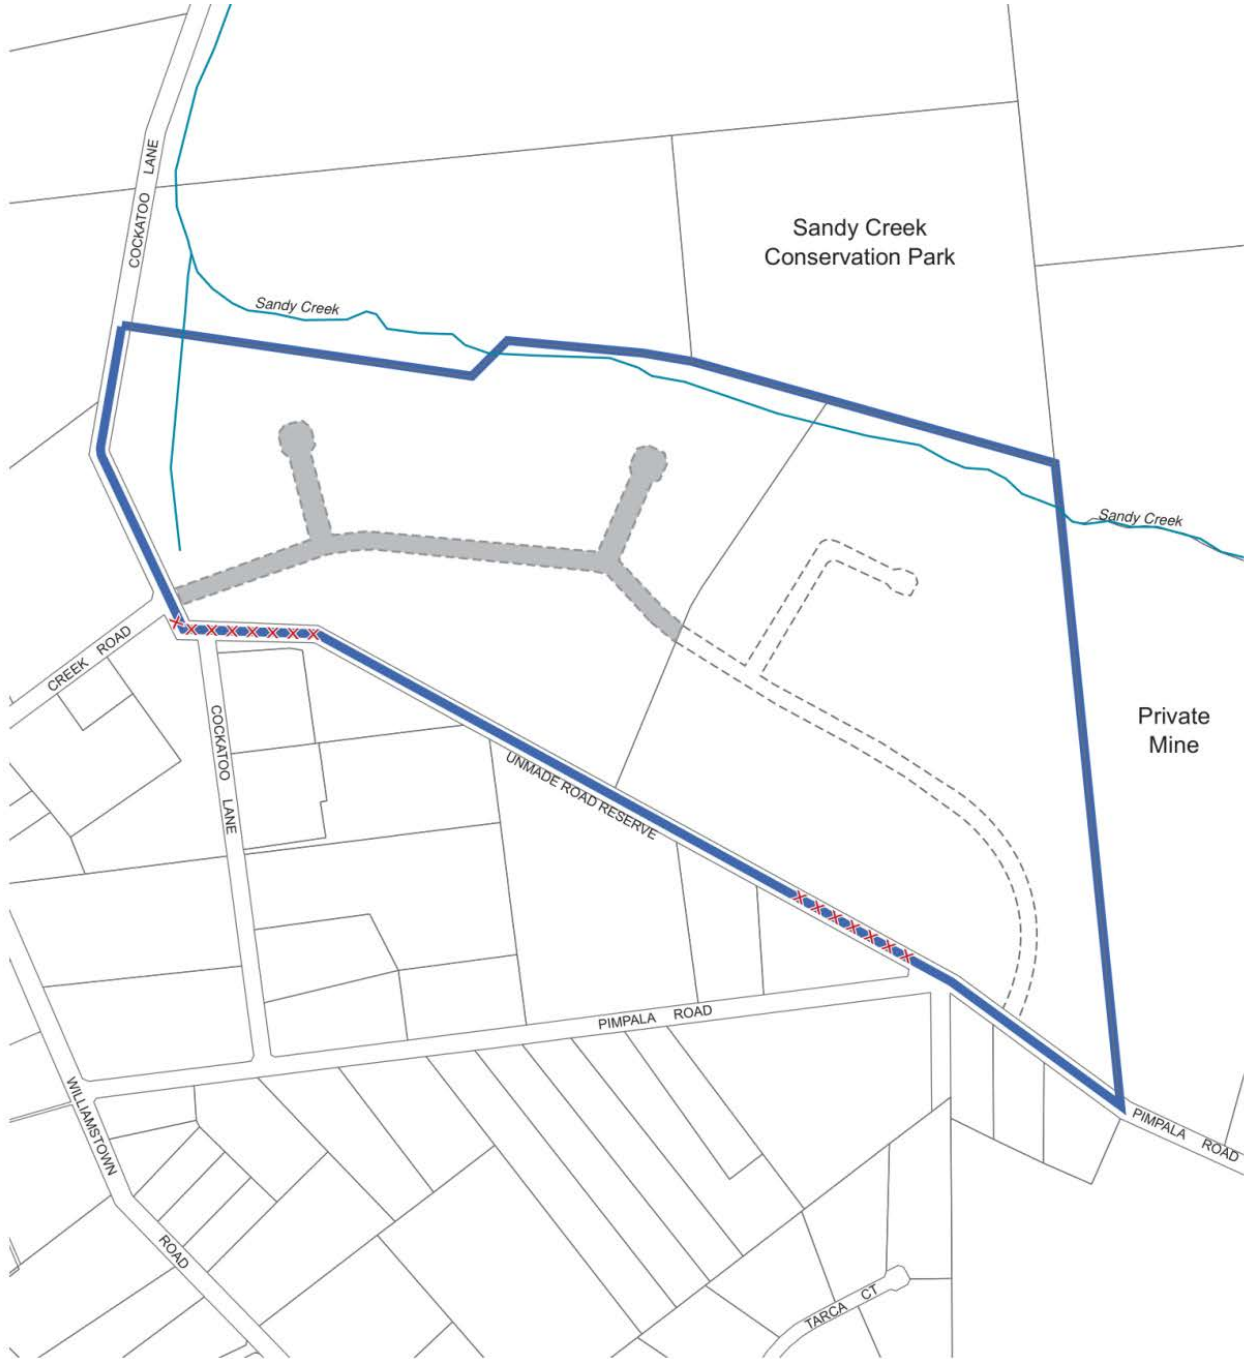 COCKATOO LANE
Sandy Creek
Conservation Park
Sandy Creek
Sandy Creek
CREEK ROAD
COCKATOO LANE
UNMADE ROAD RESERVE
Private
Mine
PIMPALA ROAD
WILLIAMSTOWN
ROAD
PIMPALA ROAD
TARCA CT